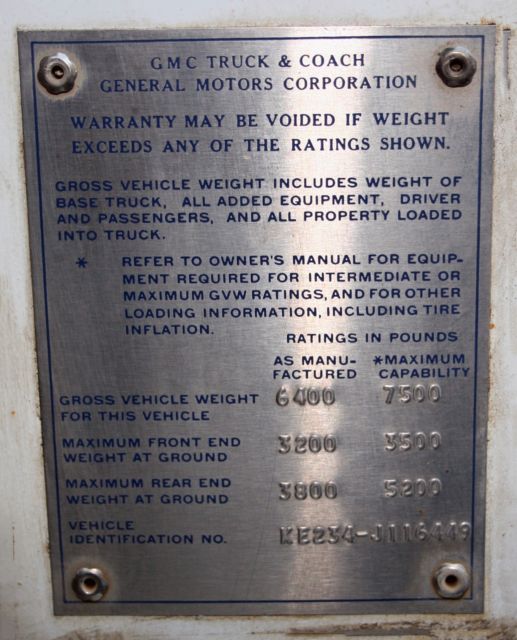 GMC TRUCK & COACH
GENERAL MOTORS CORPORATION
WARRANTY MAY BE VOIDED IF WEIGHT
EXCEEDS ANY OF THE RATINGS SHOWN.
GROSS VEHICLE WEIGHT INCLUDES WEIGHT OF
BASE TRUCK, ALL ADDED EQUIPMENT, DRIVER
AND PASSENGERS, AND ALL PROPERTY LOADED
INTO TRUCK.
* REFER TO OWNER'S MANUAL FOR EQUIP-
MENT REQUIRED FOR INTERMEDIATE OR
MAXIMUM GVW RATINGS, AND FOR OTHER
LOADING INFORMATION, INCLUDING TIRE
INFLATION.
RATINGS IN POUNDS
AS MANU- *MAXIMUM
FACTURED CAPABILITY
GROSS VEHICLE WEIGHT 6400 7500
FOR THIS VEHICLE
MAXIMUM FRONT END 3200 3500
WEIGHT AT GROUND
MAXIMUM REAR END 3800 5200
WEIGHT AT GROUND
VEHICLE
IDENTIFICATION NO. KE234-J116449